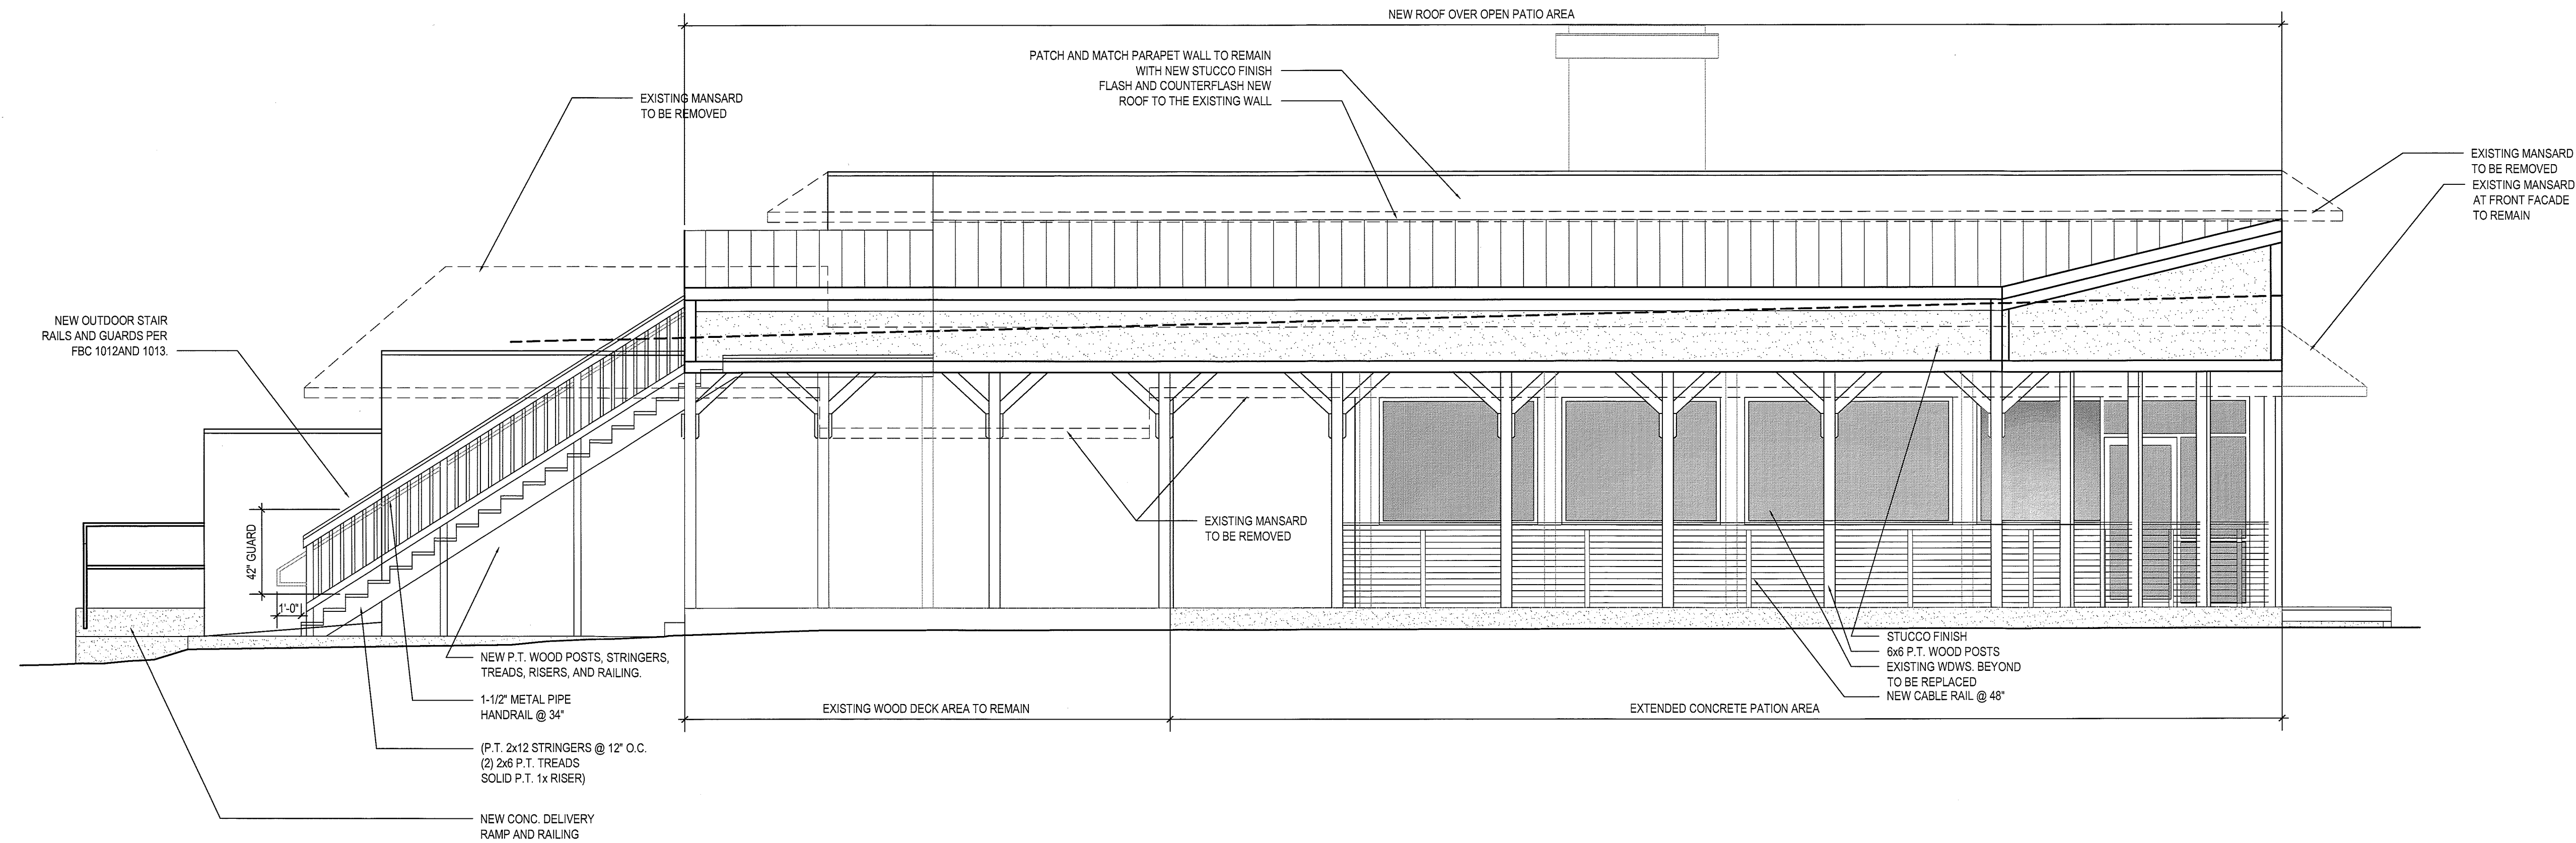 NEW ROOF OVER OPEN PATIO AREA
PATCH AND MATCH PARAPET WALL TO REMAIN
WITH NEW STUCCO FINISH
FLASH AND COUNTERFLASH NEW
ROOF TO THE EXISTING WALL
EXISTING MANSARD
TO BE REMOVED
EXISTING MANSARD
TO BE REMOVED
EXISTING MANSARD
AT FRONT FACADE
TO REMAIN
NEW OUTDOOR STAIR
RAILS AND GUARDS PER
FBC 1012AND 1013.
42" GUARD
1'-0"
EXISTING MANSARD
TO BE REMOVED
NEW P.T. WOOD POSTS, STRINGERS,
TREADS, RISERS, AND RAILING.
1-1/2" METAL PIPE
HANDRAIL @ 34"
(P.T. 2x12 STRINGERS @ 12" O.C.
(2) 2x6 P.T. TREADS
SOLID P.T. 1x RISER)
NEW CONC. DELIVERY
RAMP AND RAILING
STUCCO FINISH
6x6 P.T. WOOD POSTS
EXISTING WDWS. BEYOND
TO BE REPLACED
NEW CABLE RAIL @ 48"
EXISTING WOOD DECK AREA TO REMAIN
EXTENDED CONCRETE PATION AREA